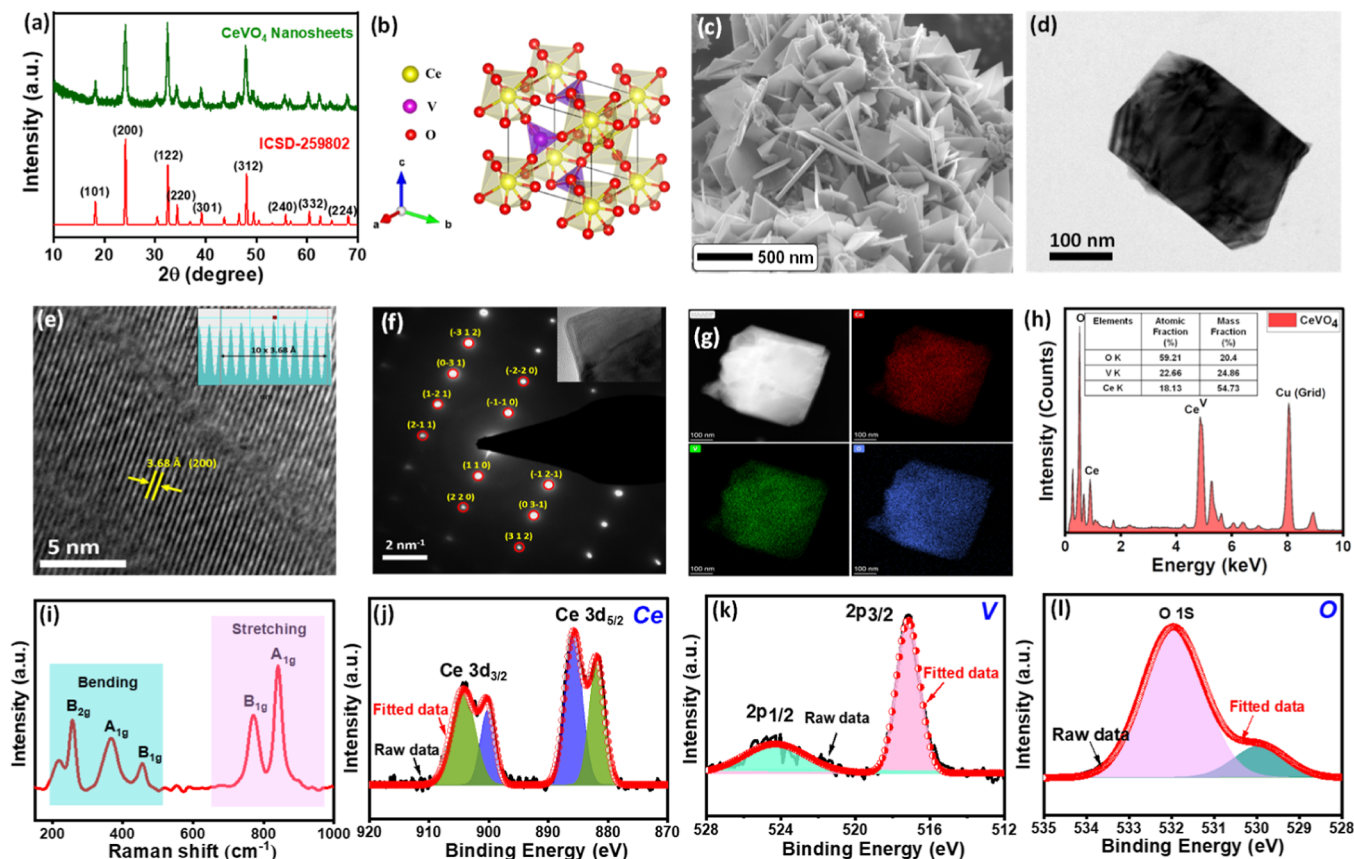 (a)
CeVO4 Nanosheets
ICSD-259802
(200)
(122)
(312)
(101)
(220)
(301)
(240)
(332)
(224)
Intensity (a.u.)
10 20 30 40 50 60 70
2θ (degree)
(b)
Ce
V
O
c
a
b
(c)
500 nm
(d)
100 nm
(e)
10 x 3.68 Å
3.68 Å (200)
5 nm
(f)
(-3 1 2)
(0-3 1)
(-2-2 0)
(1-2 1)
(-1-1 0)
(2-1 1)
(1 1 0)
(-1 2-1)
(2 2 0)
(0 3-1)
(3 1 2)
2 nm-1
(g)
Ce
100 nm
100 nm
V
O
100 nm
100 nm
(h)
CeVO4
Elements Atomic Fraction (%) Mass Fraction (%)
O K 59.21 20.4
V K 22.66 24.86
Ce K 18.13 54.73
O
Ce
Ce
V
Cu (Grid)
Intensity (Counts)
0 2 4 6 8 10
Energy (keV)
(i)
Stretching
A1g
Bending
B1g
B2g
A1g
B1g
Intensity (a.u.)
200 400 600 800 1000
Raman shift (cm-1)
(j)
Ce 3d5/2
Ce
Ce 3d3/2
Fitted data
Raw data
Intensity (a.u.)
920 910 900 890 880 870
Binding Energy (eV)
(k)
2p3/2
V
Fitted data
2p1/2
Raw data
Intensity (a.u.)
528 524 520 516 512
Binding Energy (eV)
(l)
O 1S
O
Fitted data
Raw data
Intensity (a.u.)
535 534 533 532 531 530 529 528
Binding Energy (eV)